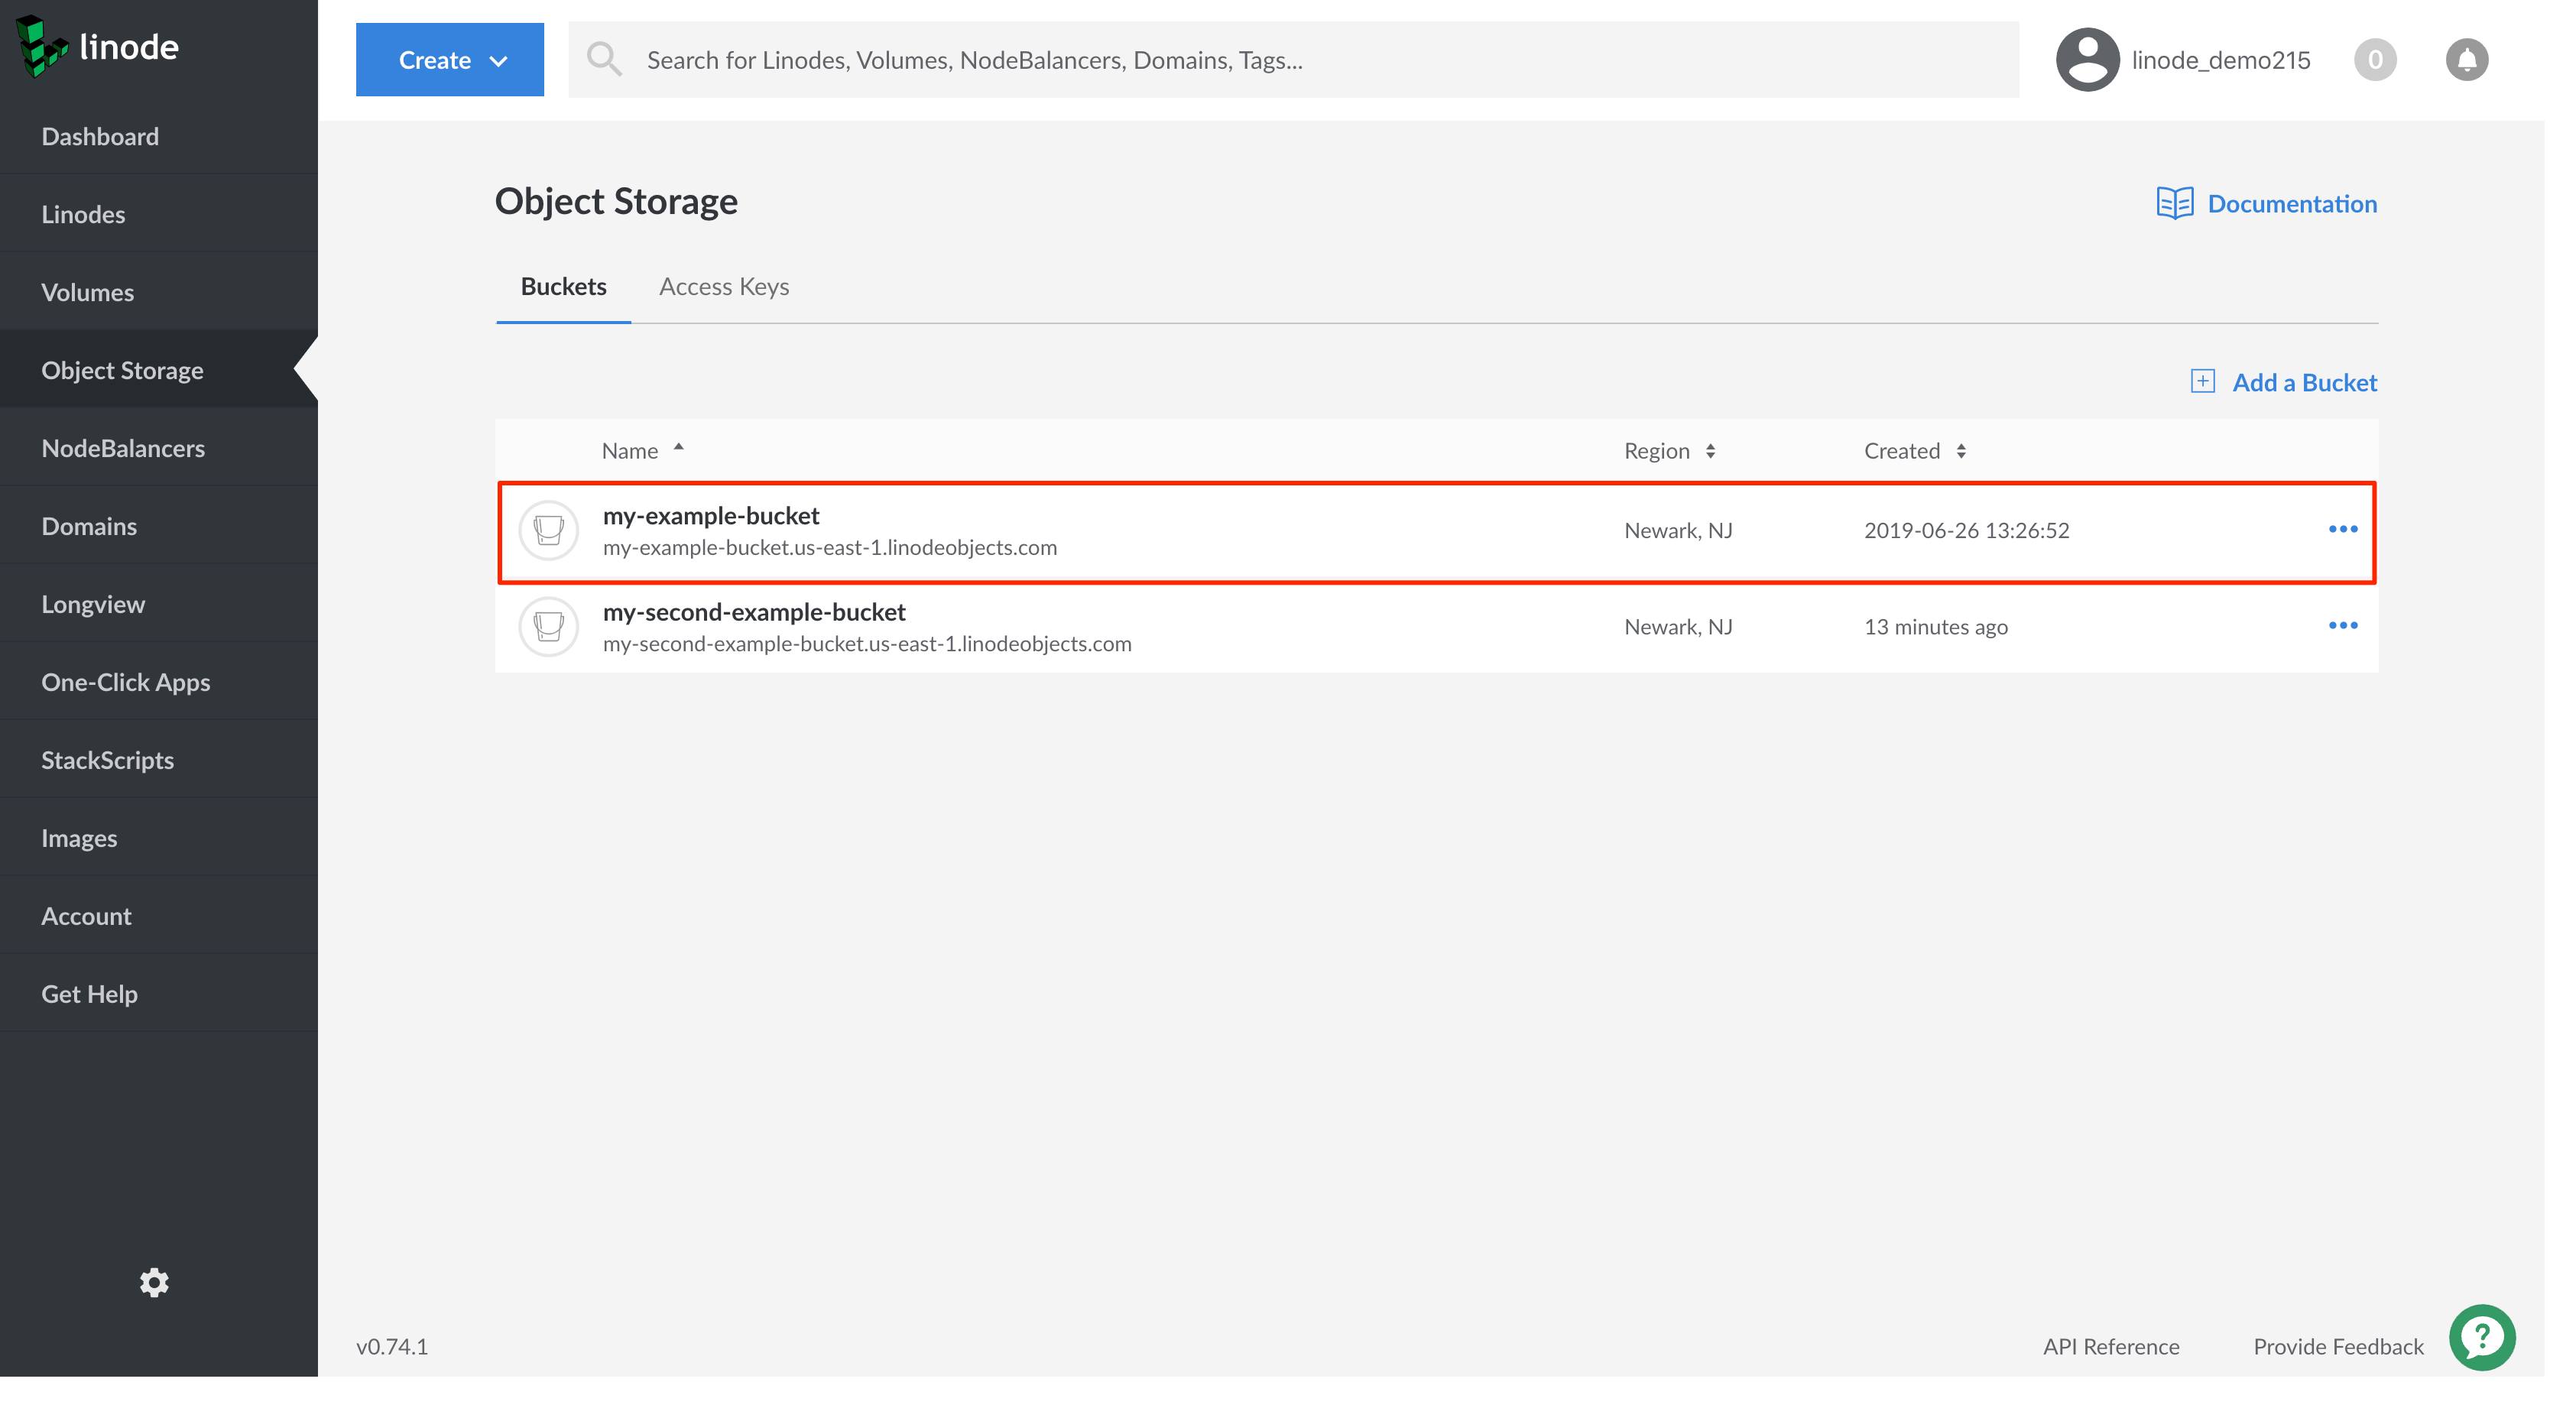 linode
Create
Search for Linodes, Volumes, NodeBalancers, Domains, Tags...
linode_demo215
0
Dashboard
Linodes
Volumes
Object Storage
NodeBalancers
Domains
Longview
One-Click Apps
StackScripts
Images
Account
Get Help
Object Storage
Documentation
Buckets Access Keys
Add a Bucket
Name Region Created
my-example-bucket
my-example-bucket.us-east-1.linodeobjects.com
Newark, NJ
2019-06-26 13:26:52
my-second-example-bucket
my-second-example-bucket.us-east-1.linodeobjects.com
Newark, NJ
13 minutes ago
v0.74.1
API Reference
Provide Feedback
?